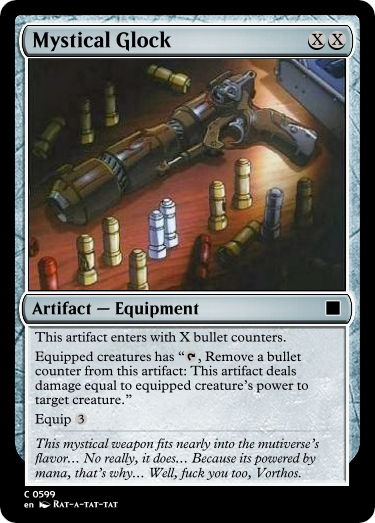 Mystical Glock XX
Artifact — Equipment
This artifact enters with X bullet counters.
Equipped creatures has “T, Remove a bullet
counter from this artifact: This artifact deals
damage equal to equipped creature’s power to
target creature.”
Equip 3
This mystical weapon fits nearly into the mutiverse’s
flavor… No really, it does… Because its powered by
mana, that’s why… Well, fuck you too, Vorthos.
C 0599
en RAT-A-TAT-TAT